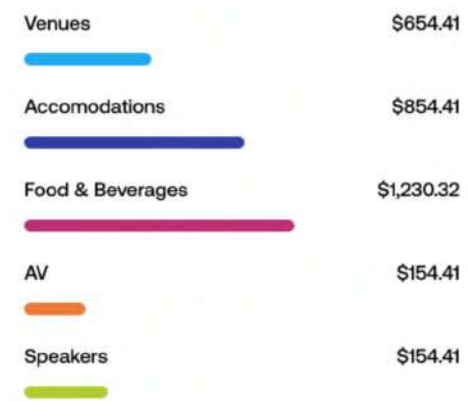 Venues $654.41
Accomodations $854.41
Food & Beverages $1,230.32
AV $154.41
Speakers $154.41